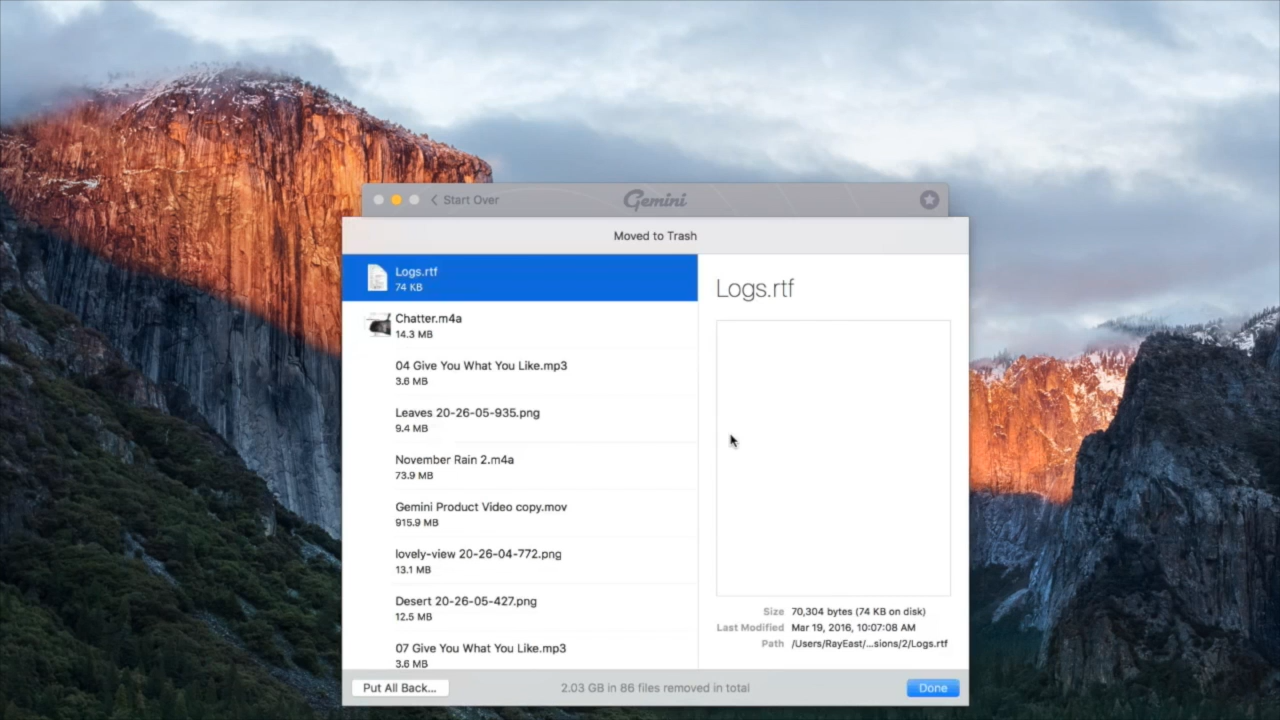 Start Over
Gemini
Moved to Trash
Logs.rtf
74 KB
Chatter.m4a
14.3 MB
04 Give You What You Like.mp3
3.6 MB
Leaves 20-26-05-935.png
9.4 MB
November Rain 2.m4a
73.9 MB
Gemini Product Video copy.mov
915.9 MB
lovely-view 20-26-04-772.png
13.1 MB
Desert 20-26-05-427.png
12.5 MB
07 Give You What You Like.mp3
3.6 MB
Logs.rtf
Size 70,304 bytes (74 KB on disk)
Last Modified Mar 19, 2016, 10:07:08 AM
Path /Users/RayEast/...sions/2/Logs.rtf
Put All Back...
2.03 GB in 86 files removed in total
Done